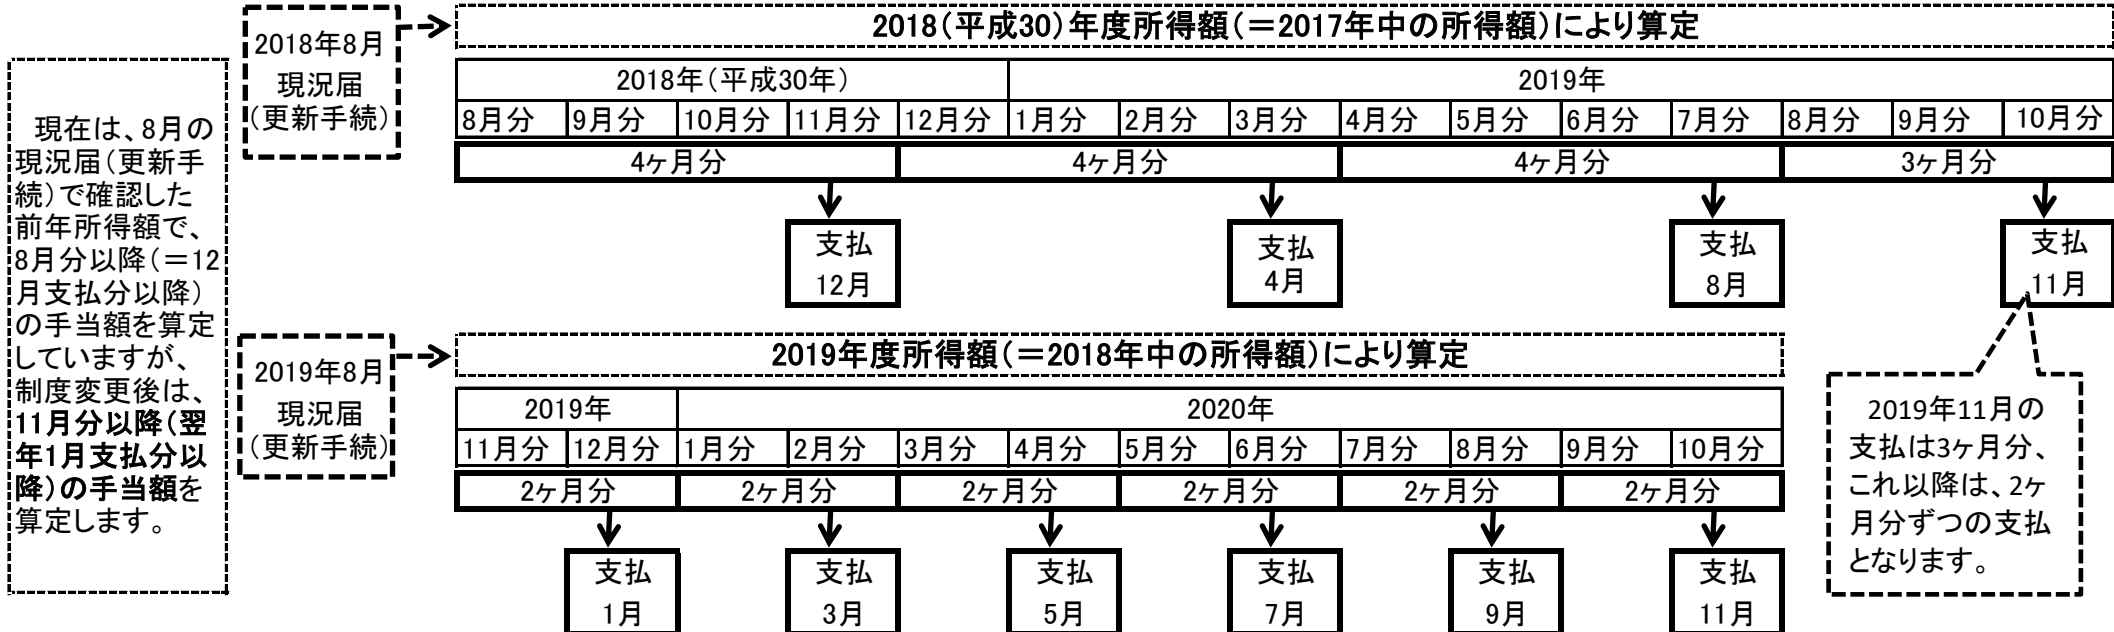 現在は、8月の
現況届(更新手
続)で確認した
前年所得額で、
8月分以降(=12
月支払分以降)
の手当額を算定
していますが、
制度変更後は、
11月分以降(翌
年1月支払分以
降)の手当額を
算定します。
2018年8月
現況届
(更新手続)
2018(平成30)年度所得額(=2017年中の所得額)により算定
2018年(平成30年) 2019年
8月分 9月分 10月分 11月分 12月分 1月分 2月分 3月分 4月分 5月分 6月分 7月分 8月分 9月分 10月分
4ヶ月分 4ヶ月分 4ヶ月分 3ヶ月分
支払 支払 支払 支払
12月 4月 8月 11月
2019年8月
現況届
(更新手続)
2019年度所得額(=2018年中の所得額)により算定
2019年 2020年
11月分 12月分 1月分 2月分 3月分 4月分 5月分 6月分 7月分 8月分 9月分 10月分
2ヶ月分 2ヶ月分 2ヶ月分 2ヶ月分 2ヶ月分 2ヶ月分
支払 支払 支払 支払 支払 支払
1月 3月 5月 7月 9月 11月
2019年11月の
支払は3ヶ月分、
これ以降は、2ヶ
月分ずつの支払
となります。